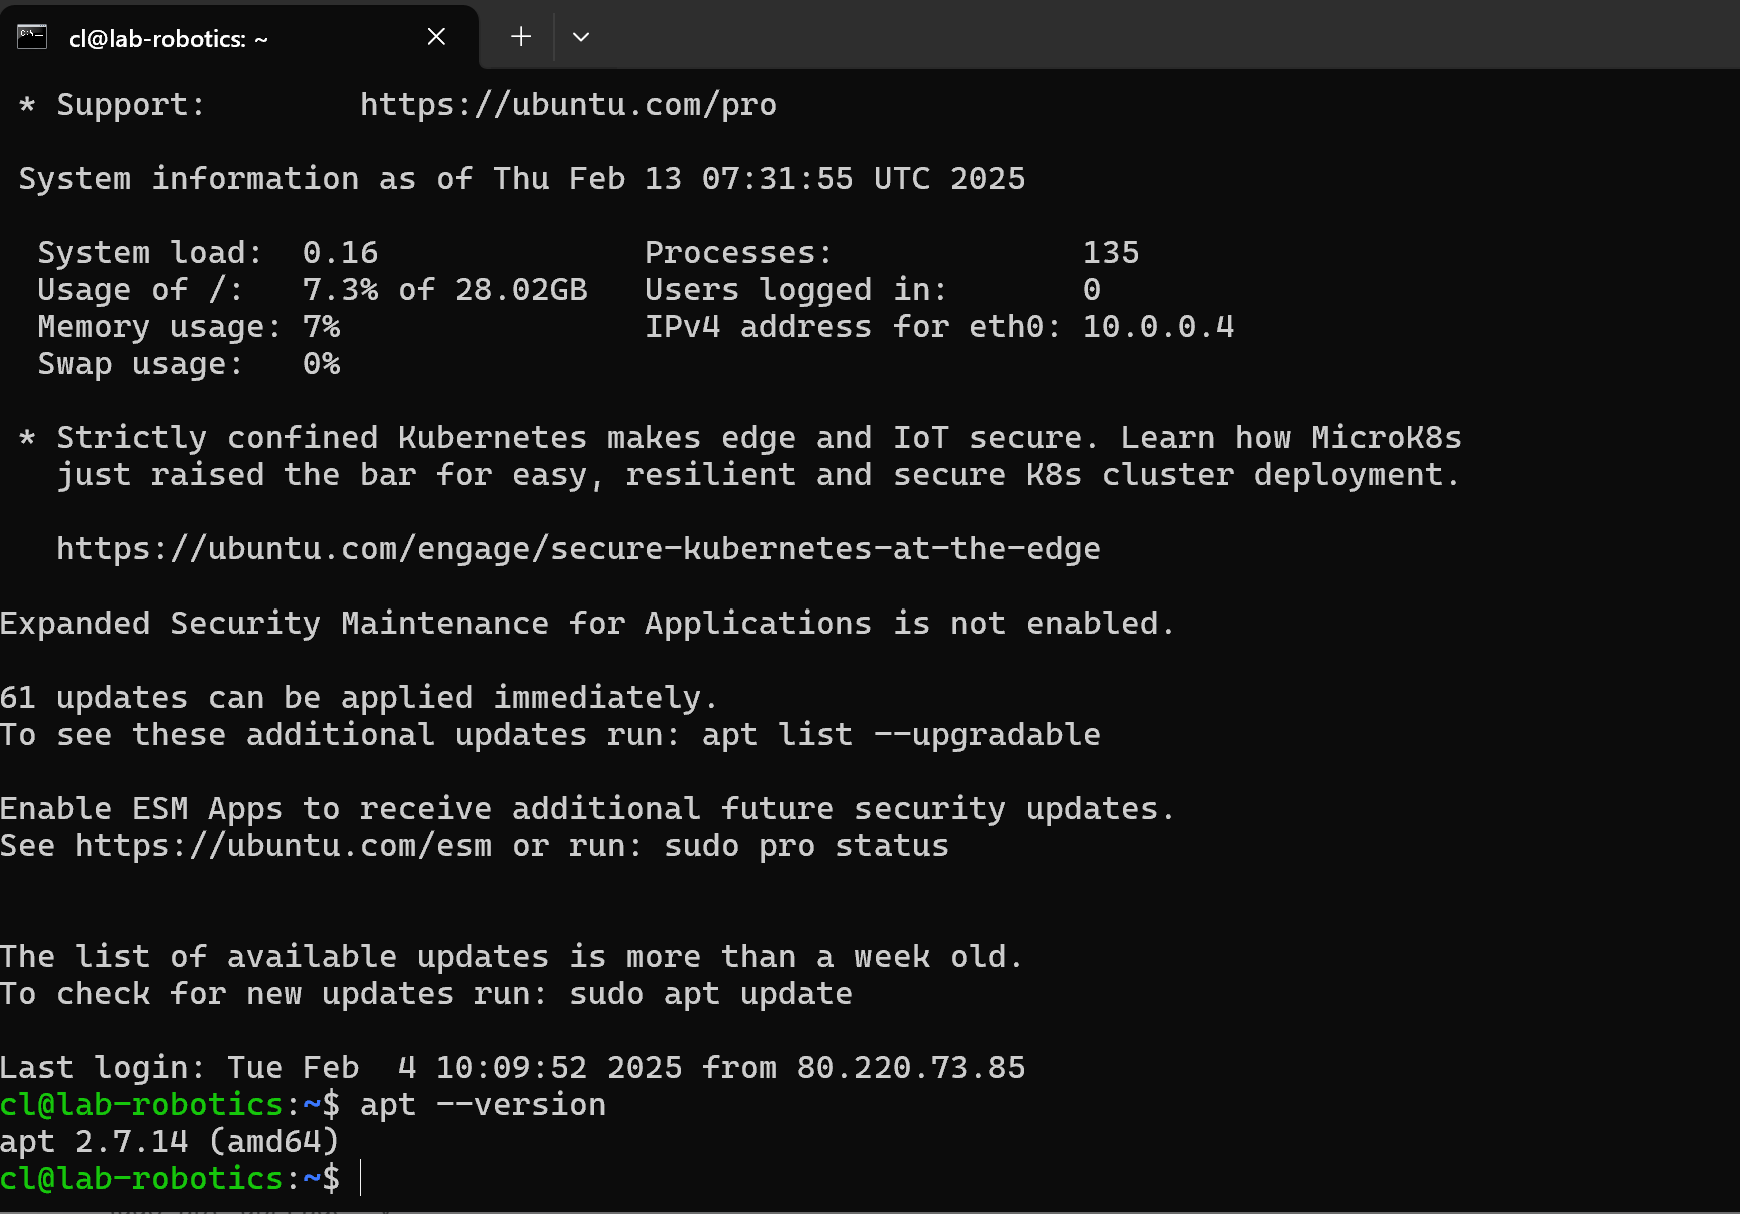 cl@lab-robotics: ~
* Support:        https://ubuntu.com/pro
System information as of Thu Feb 13 07:31:55 UTC 2025
System load:  0.16              Processes:             135
Usage of /:   7.3% of 28.02GB   Users logged in:       0
Memory usage: 7%                IPv4 address for eth0: 10.0.0.4
Swap usage:   0%
* Strictly confined Kubernetes makes edge and IoT secure. Learn how MicroK8s
just raised the bar for easy, resilient and secure K8s cluster deployment.
https://ubuntu.com/engage/secure-kubernetes-at-the-edge
Expanded Security Maintenance for Applications is not enabled.
61 updates can be applied immediately.
To see these additional updates run: apt list --upgradable
Enable ESM Apps to receive additional future security updates.
See https://ubuntu.com/esm or run: sudo pro status
The list of available updates is more than a week old.
To check for new updates run: sudo apt update
Last login: Tue Feb  4 10:09:52 2025 from 80.220.73.85
cl@lab-robotics:~$ apt --version
apt 2.7.14 (amd64)
cl@lab-robotics:~$